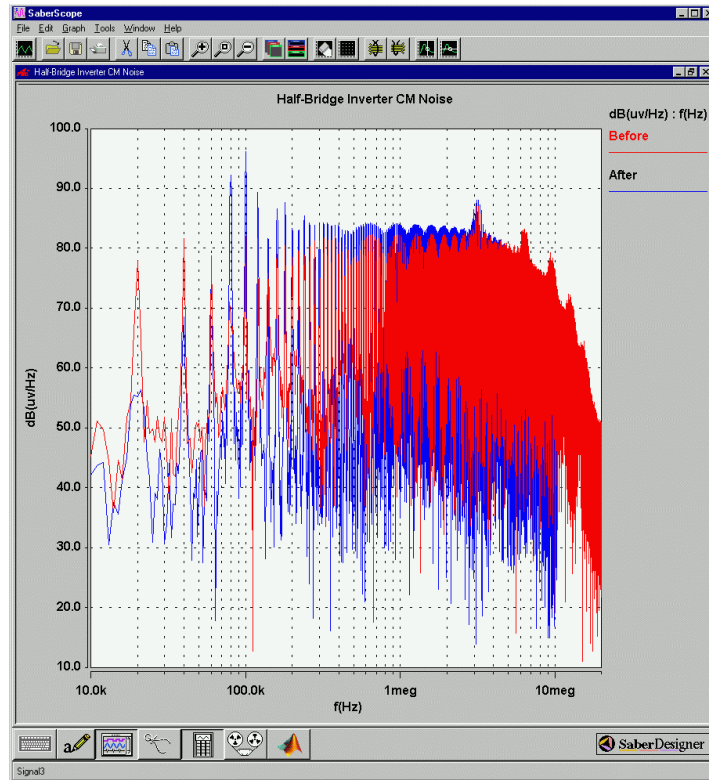 SaberScope
File Edit Graph Tools Window Help
Half-Bridge Inverter CM Noise
Half-Bridge Inverter CM Noise
dB(uv/Hz) : f(Hz)
Before
After
100.0
90.0
80.0
70.0
60.0
50.0
40.0
30.0
20.0
10.0
dB(uv/Hz)
10.0k 100.0k 1meg 10meg
f(Hz)
a
SaberDesigner
Signal3